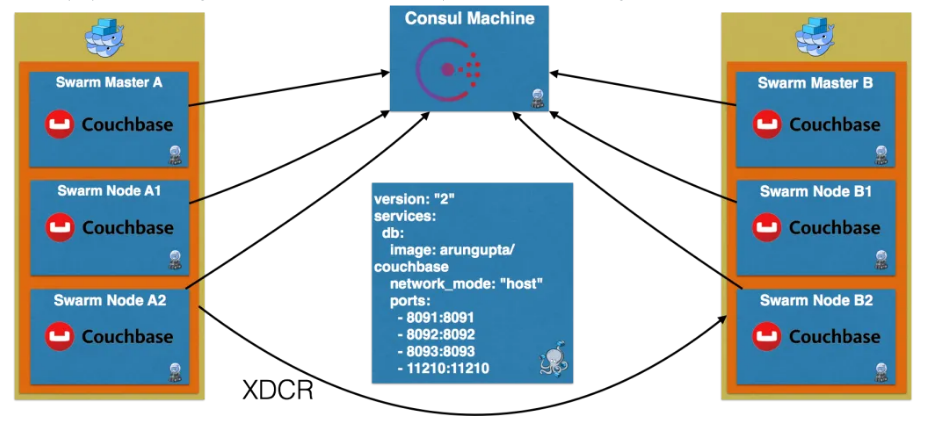 Consul Machine
Swarm Master A
Couchbase
Swarm Node A1
Couchbase
Swarm Node A2
Couchbase
version: "2"
services:
db:
image: arungupta/
couchbase
network_mode: "host"
ports:
- 8091:8091
- 8092:8092
- 8093:8093
- 11210:11210
Swarm Master B
Couchbase
Swarm Node B1
Couchbase
Swarm Node B2
Couchbase
XDCR